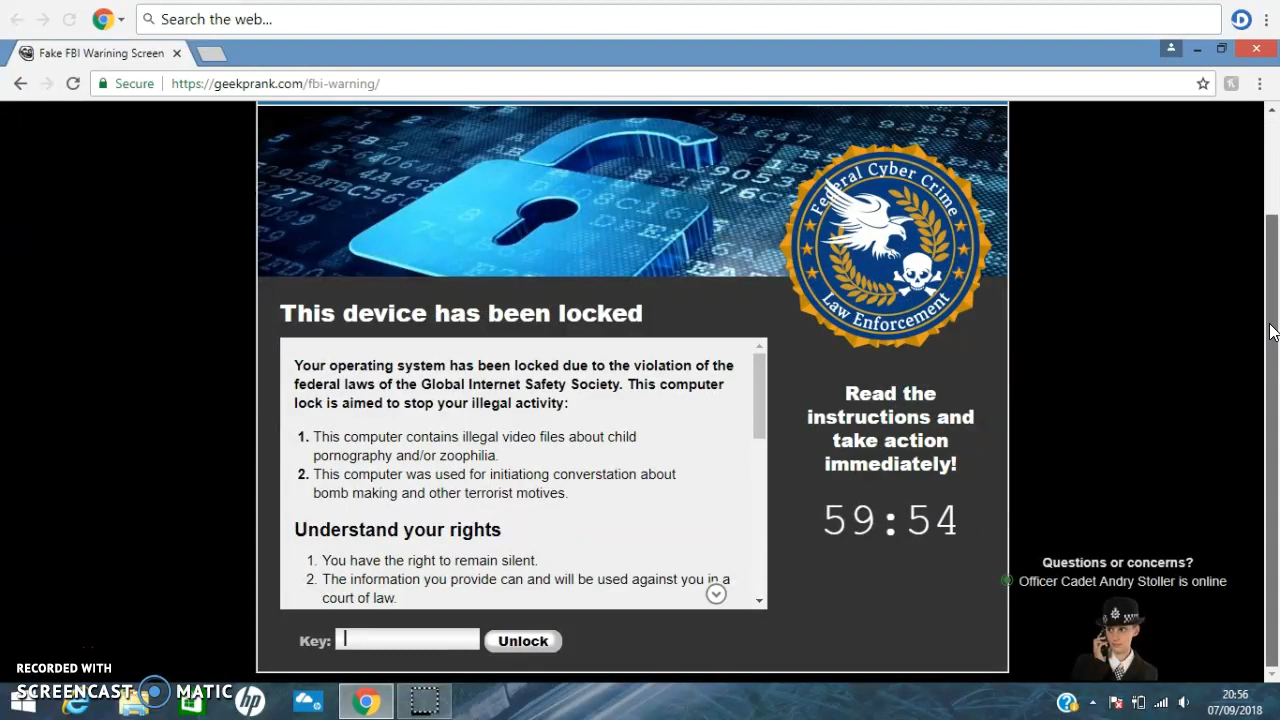 Search the web...
Fake FBI Warining Screen
Secure
https://geekprank.com/fbi-warning/
Federal Cyber Crime
Law Enforcement
This device has been locked
Your operating system has been locked due to the violation of the
federal laws of the Global Internet Safety Society. This computer
lock is aimed to stop your illegal activity:
1. This computer contains illegal video files about child
pornography and/or zoophilia.
2. This computer was used for initiationg converstation about
bomb making and other terrorist motives.
Understand your rights
1. You have the right to remain silent.
2. The information you provide can and will be used against you in a
court of law.
Key:
Unlock
Read the
instructions and
take action
immediately!
59:54
Questions or concerns?
Officer Cadet Andry Stoller is online
RECORDED WITH
SCREENCAST MATIC
hp
20:56
07/09/2018